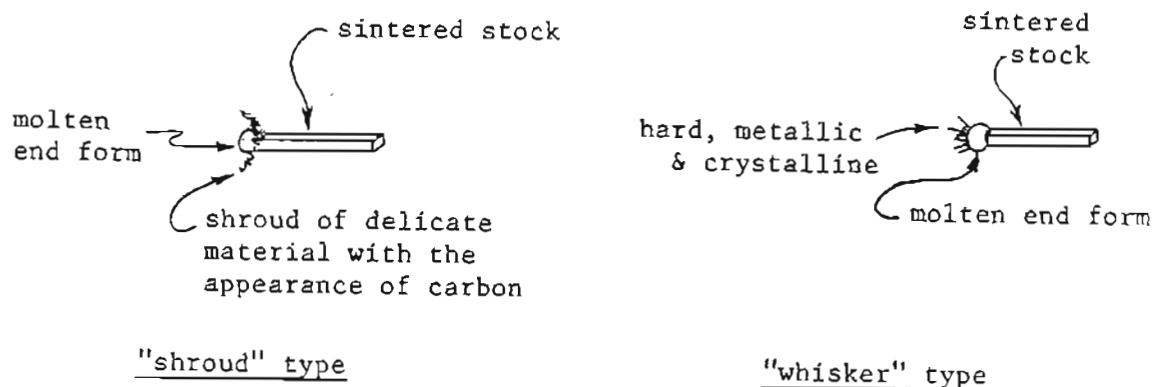 sintered stock
molten
end form
shroud of delicate
material with the
appearance of carbon
"shroud" type
sintered
stock
hard, metallic
& crystalline
molten end form
"whisker" type